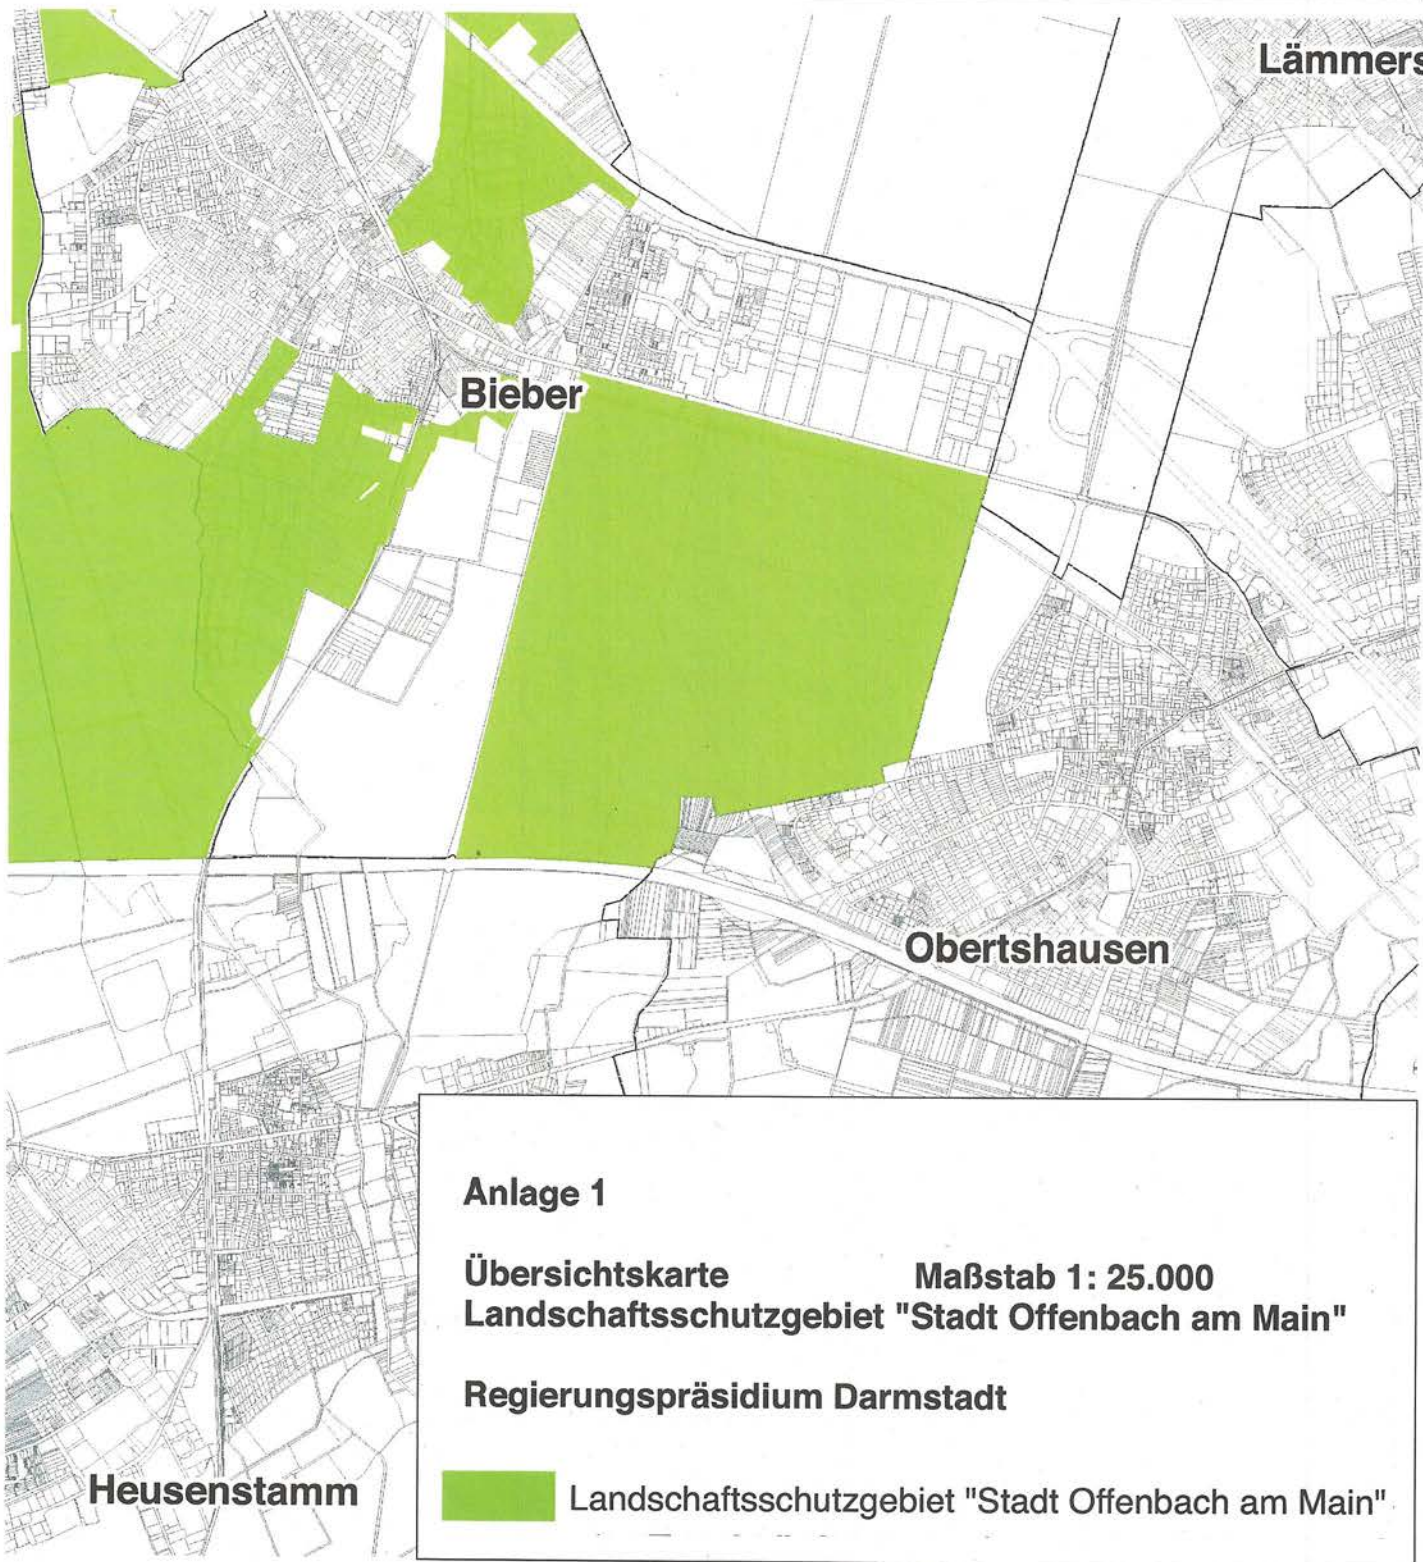 Lämmers
Bieber
Obertshausen
Anlage 1
Übersichtskarte Maßstab 1: 25.000
Landschaftsschutzgebiet "Stadt Offenbach am Main"
Regierungspräsidium Darmstadt
Heusenstamm
Landschaftsschutzgebiet "Stadt Offenbach am Main"